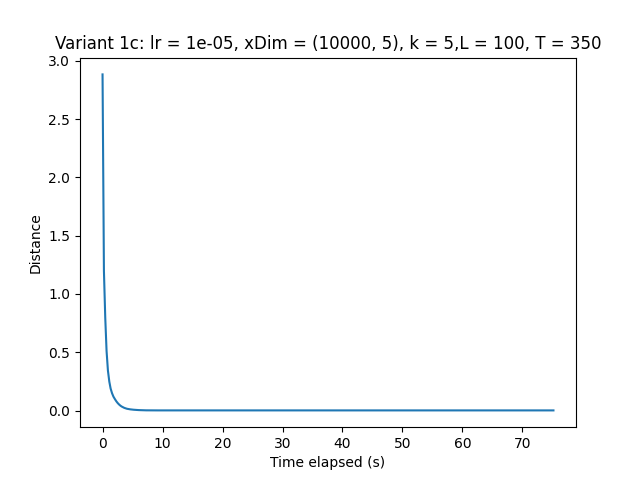 Variant 1c: lr = 1e-05, xDim = (10000, 5), k = 5,L = 100, T = 350
3.0
2.5
2.0
1.5
1.0
0.5
0.0
Distance
0 10 20 30 40 50 60 70
Time elapsed (s)